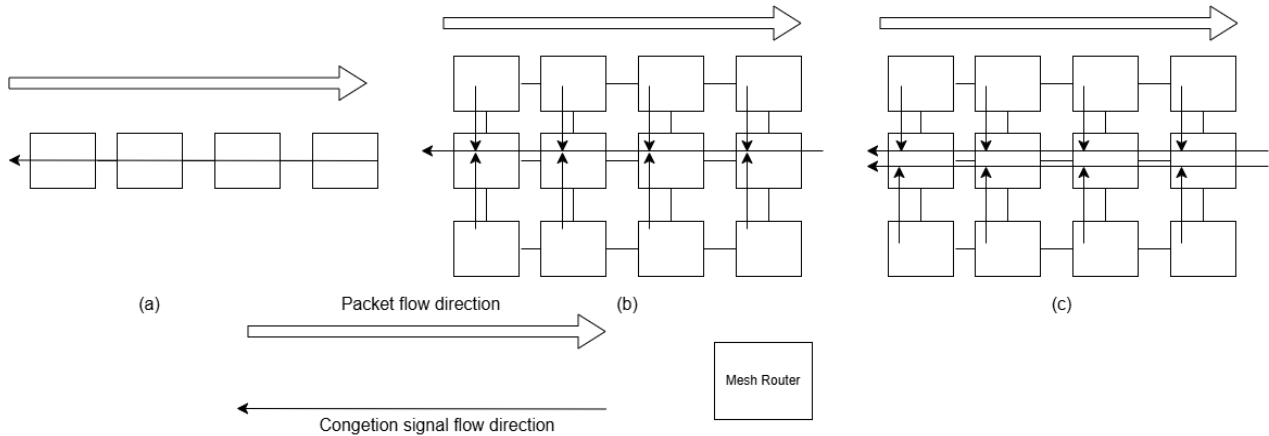 (a)
(b)
(c)
Packet flow direction
Mesh Router
Congetion signal flow direction